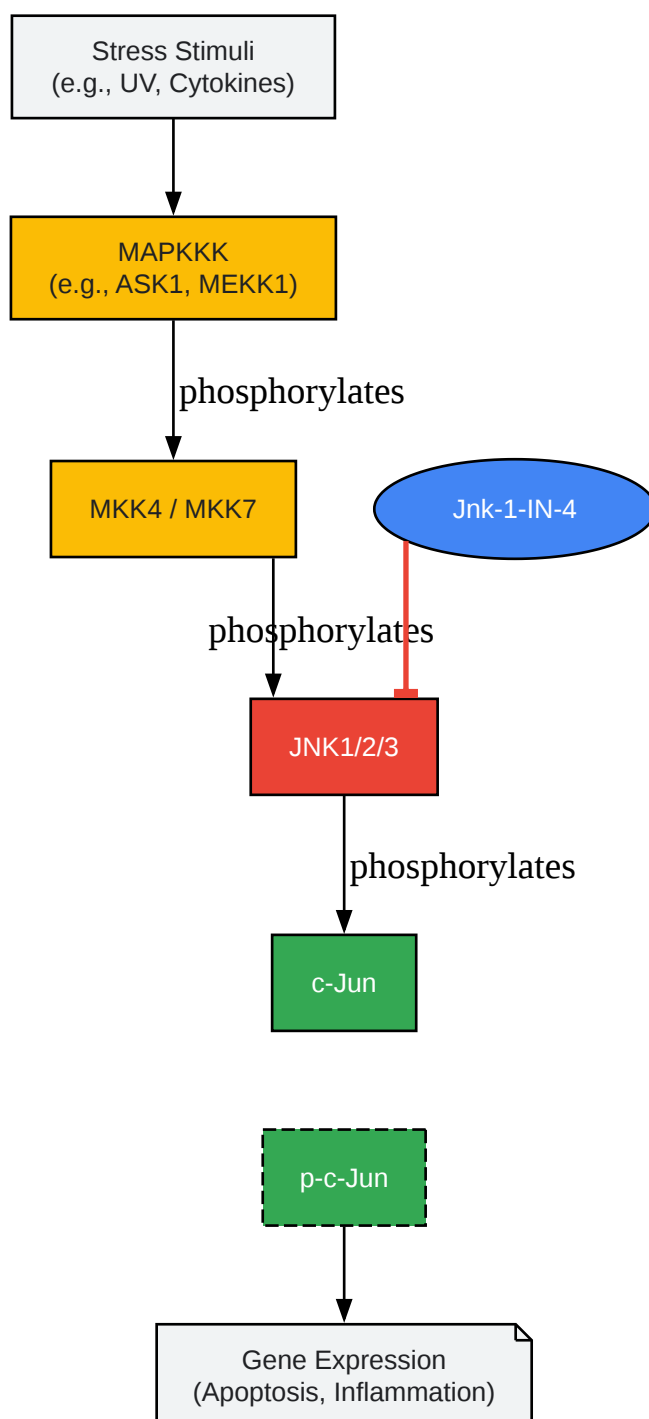 Stress Stimuli
(e.g., UV, Cytokines)
MAPKKK
(e.g., ASK1, MEKK1)
phosphorylates
MKK4 / MKK7
Jnk-1-IN-4
phosphorylates
JNK1/2/3
phosphorylates
c-Jun
p-c-Jun
Gene Expression
(Apoptosis, Inflammation)